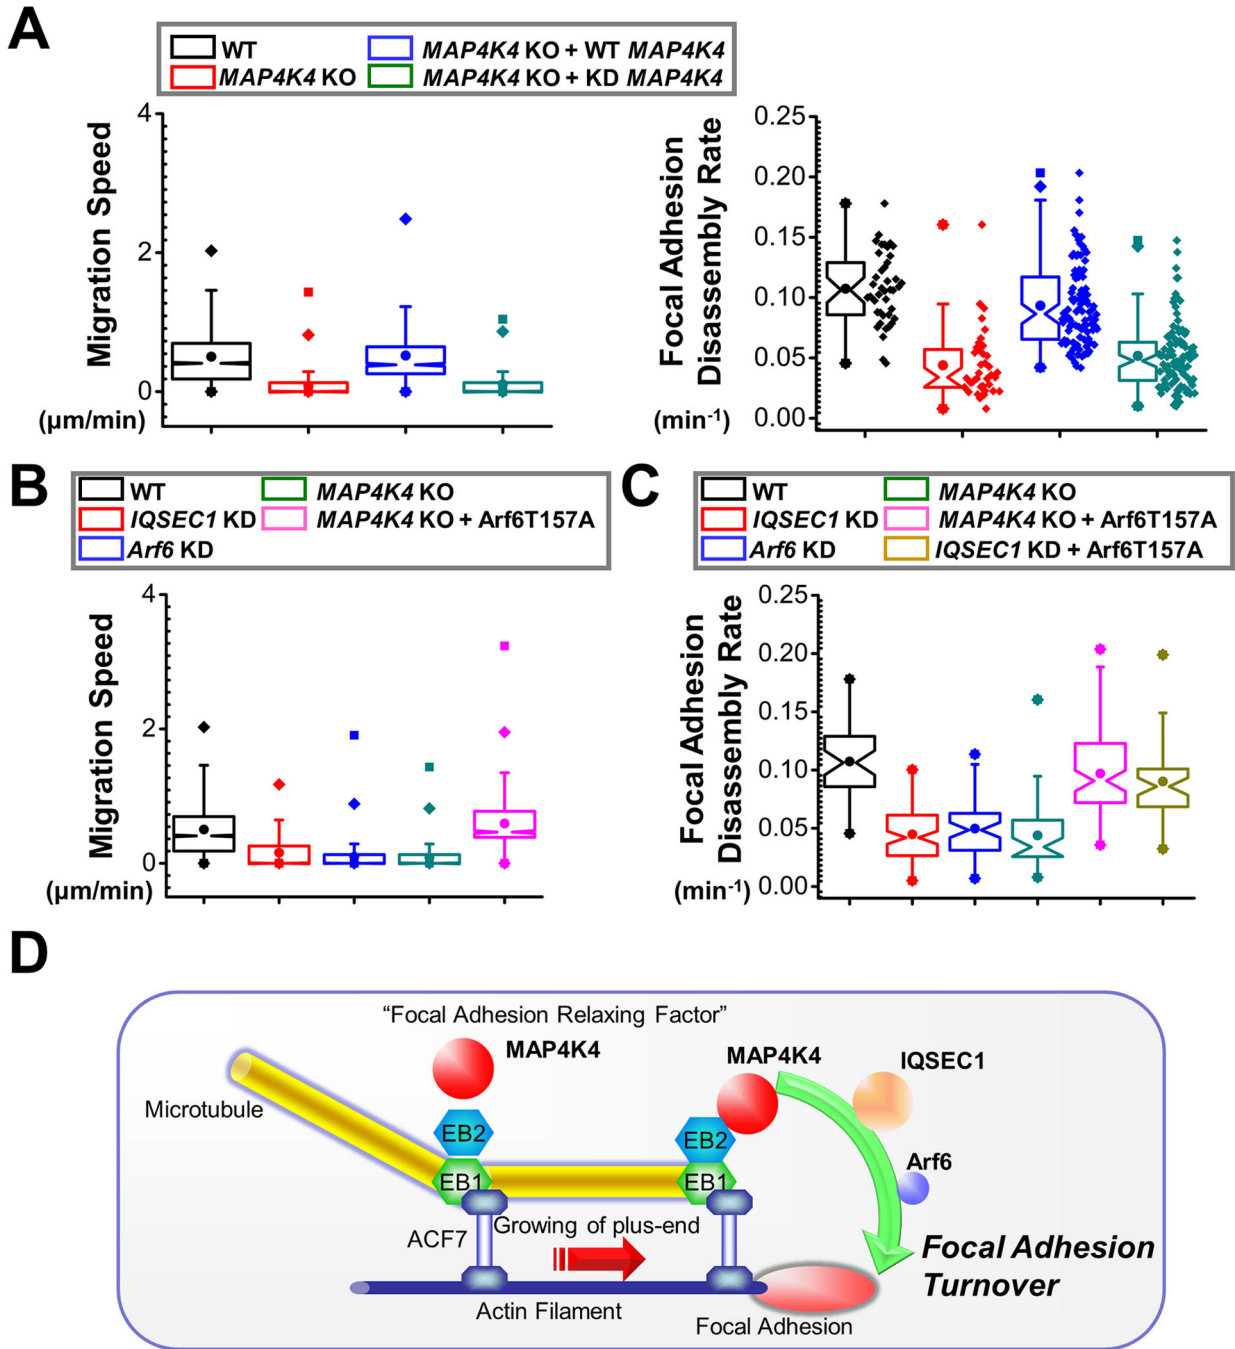 A
WT
MAP4K4 KO + WT MAP4K4
MAP4K4 KO
MAP4K4 KO + KD MAP4K4
Migration Speed
(µm/min)
4
2
0
Focal Adhesion
Disassembly Rate
(min⁻¹)
0.25
0.20
0.15
0.10
0.05
0.00
B
WT
MAP4K4 KO
IQSEC1 KD
MAP4K4 KO + Arf6T157A
Arf6 KD
Migration Speed
(µm/min)
4
2
0
C
WT
MAP4K4 KO
IQSEC1 KD
MAP4K4 KO + Arf6T157A
Arf6 KD
IQSEC1 KD + Arf6T157A
Focal Adhesion
Disassembly Rate
(min⁻¹)
0.25
0.20
0.15
0.10
0.05
0.00
D
“Focal Adhesion Relaxing Factor”
MAP4K4
MAP4K4
IQSEC1
Microtubule
EB2
EB2
Arf6
EB1
EB1
ACF7
Growing of plus-end
Focal Adhesion
Turnover
Actin Filament
Focal Adhesion